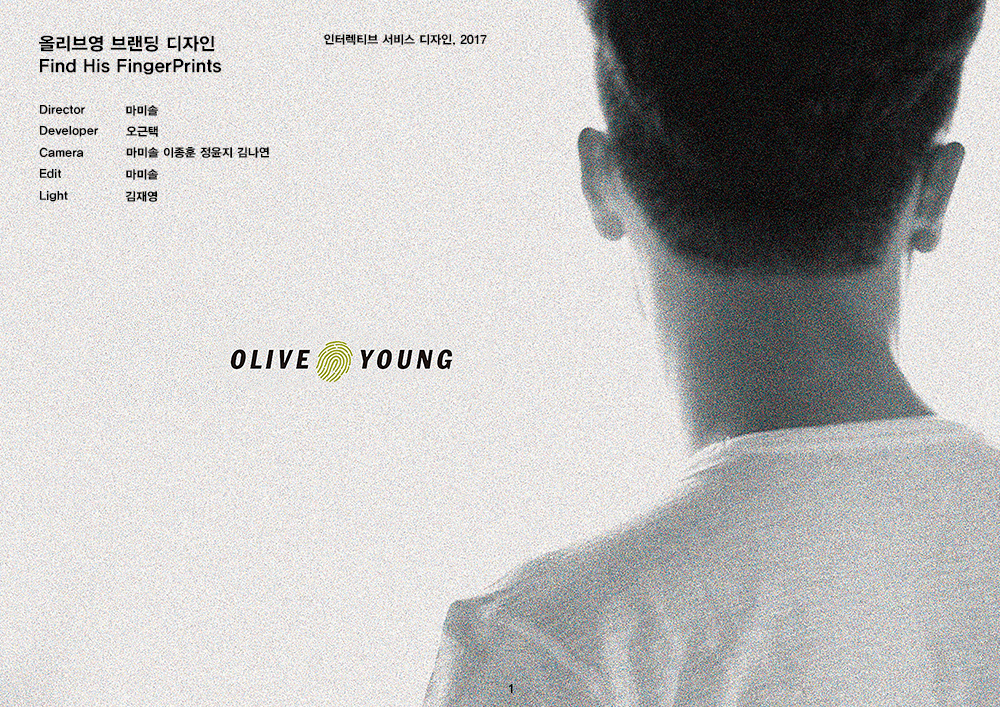 올리브영 브랜딩 디자인
Find His FingerPrints
인터렉티브 서비스 디자인, 2017
Director 마미솔
Developer 오근택
Camera 마미솔 이종훈 정윤지 김나연
Edit 마미솔
Light 김재영
OLIVE YOUNG
1